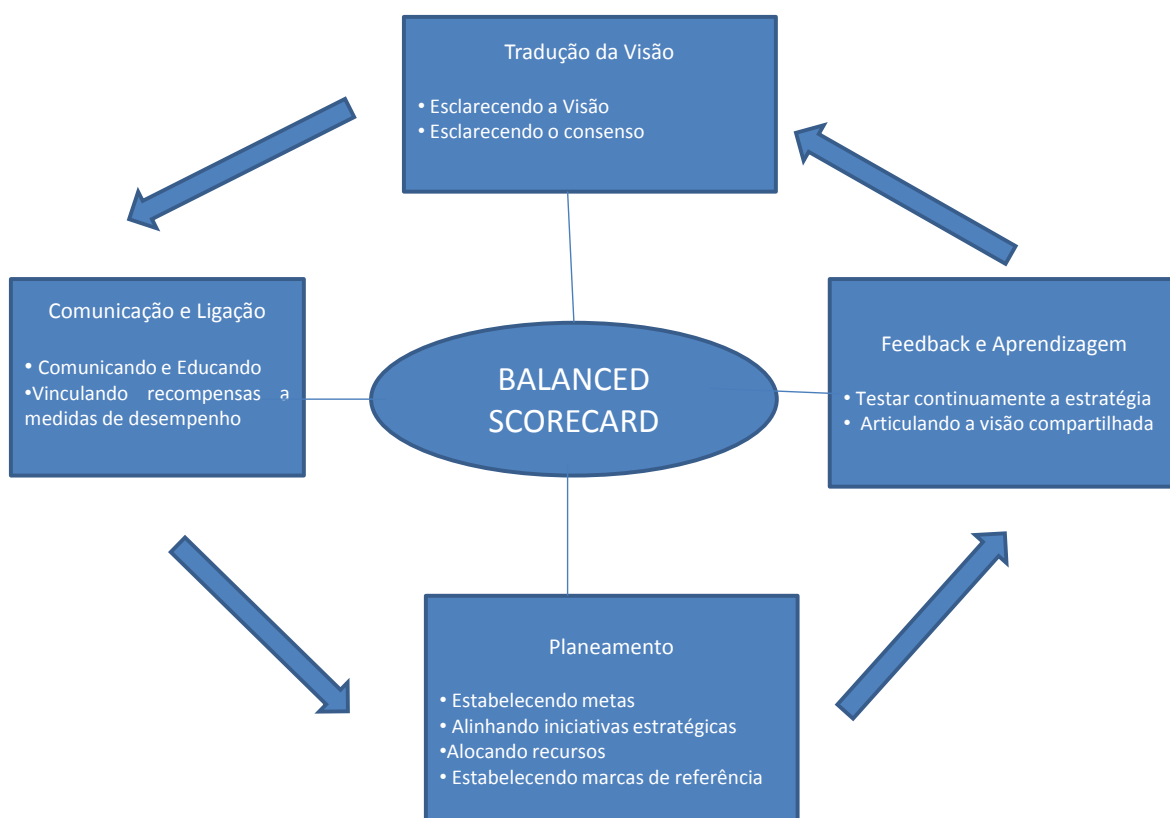 Tradução da Visão
• Esclarecendo a Visão
• Esclarecendo o consenso
Comunicação e Ligação
• Comunicando e Educando
•Vinculando recompensas a
medidas de desempenho
BALANCED
SCORECARD
Feedback e Aprendizagem
• Testar continuamente a estratégia
• Articulando a visão compartilhada
Planeamento
• Estabelecendo metas
• Alinhando iniciativas estratégicas
•Alocando recursos
• Estabelecendo marcas de referência